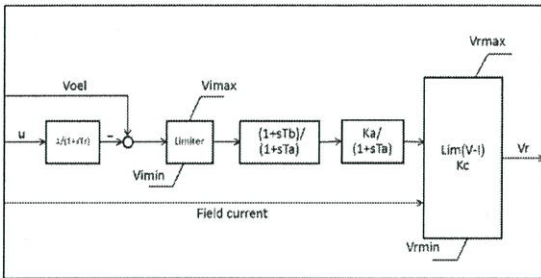 Vrmax
Voel
Vimax
u
1/(1+sTr)
–
Limiter
(1+sTb)/
(1+sTa)
Ka/
(1+sTa)
Lim(V-I)
Kc
Vr
Vimin
Field current
Vrmin